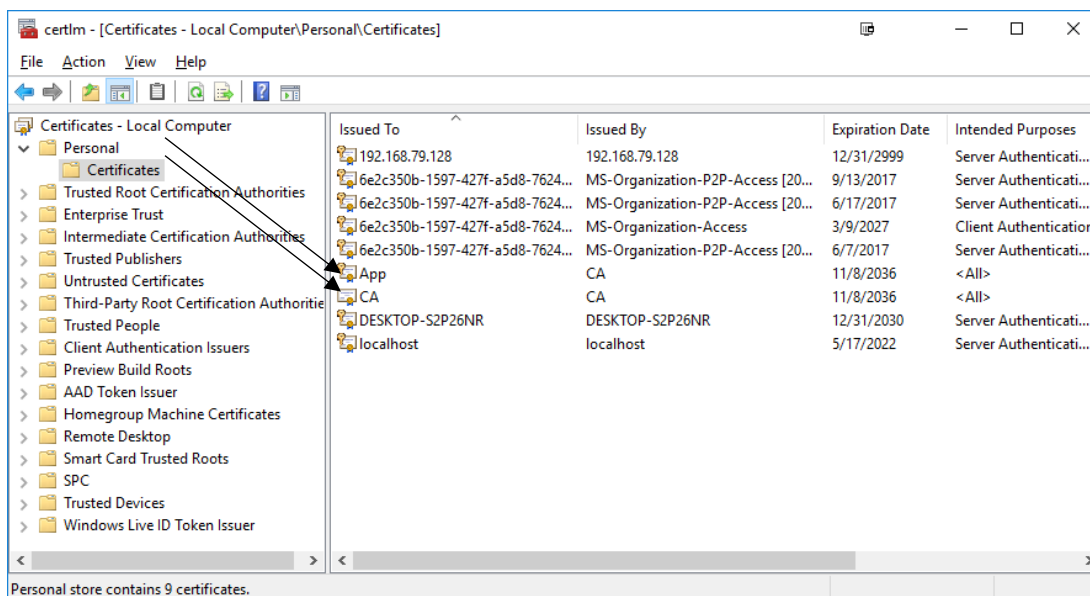 certlm - [Certificates - Local Computer\Personal\Certificates]
File Action View Help
Certificates - Local Computer
Personal
Certificates
Trusted Root Certification Authorities
Enterprise Trust
Intermediate Certification Authorities
Trusted Publishers
Untrusted Certificates
Third-Party Root Certification Authoritie
Trusted People
Client Authentication Issuers
Preview Build Roots
AAD Token Issuer
Homegroup Machine Certificates
Remote Desktop
Smart Card Trusted Roots
SPC
Trusted Devices
Windows Live ID Token Issuer
Issued To Issued By Expiration Date Intended Purposes
192.168.79.128 192.168.79.128 12/31/2999 Server Authenticati...
6e2c350b-1597-427f-a5d8-7624... MS-Organization-P2P-Access [20... 9/13/2017 Server Authenticati...
6e2c350b-1597-427f-a5d8-7624... MS-Organization-P2P-Access [20... 6/17/2017 Server Authenticati...
6e2c350b-1597-427f-a5d8-7624... MS-Organization-Access 3/9/2027 Client Authentication
6e2c350b-1597-427f-a5d8-7624... MS-Organization-P2P-Access [20... 6/7/2017 Server Authenticati...
App CA 11/8/2036 <All>
CA CA 11/8/2036 <All>
DESKTOP-S2P26NR DESKTOP-S2P26NR 12/31/2030 Server Authenticati...
localhost localhost 5/17/2022 Server Authenticati...
Personal store contains 9 certificates.